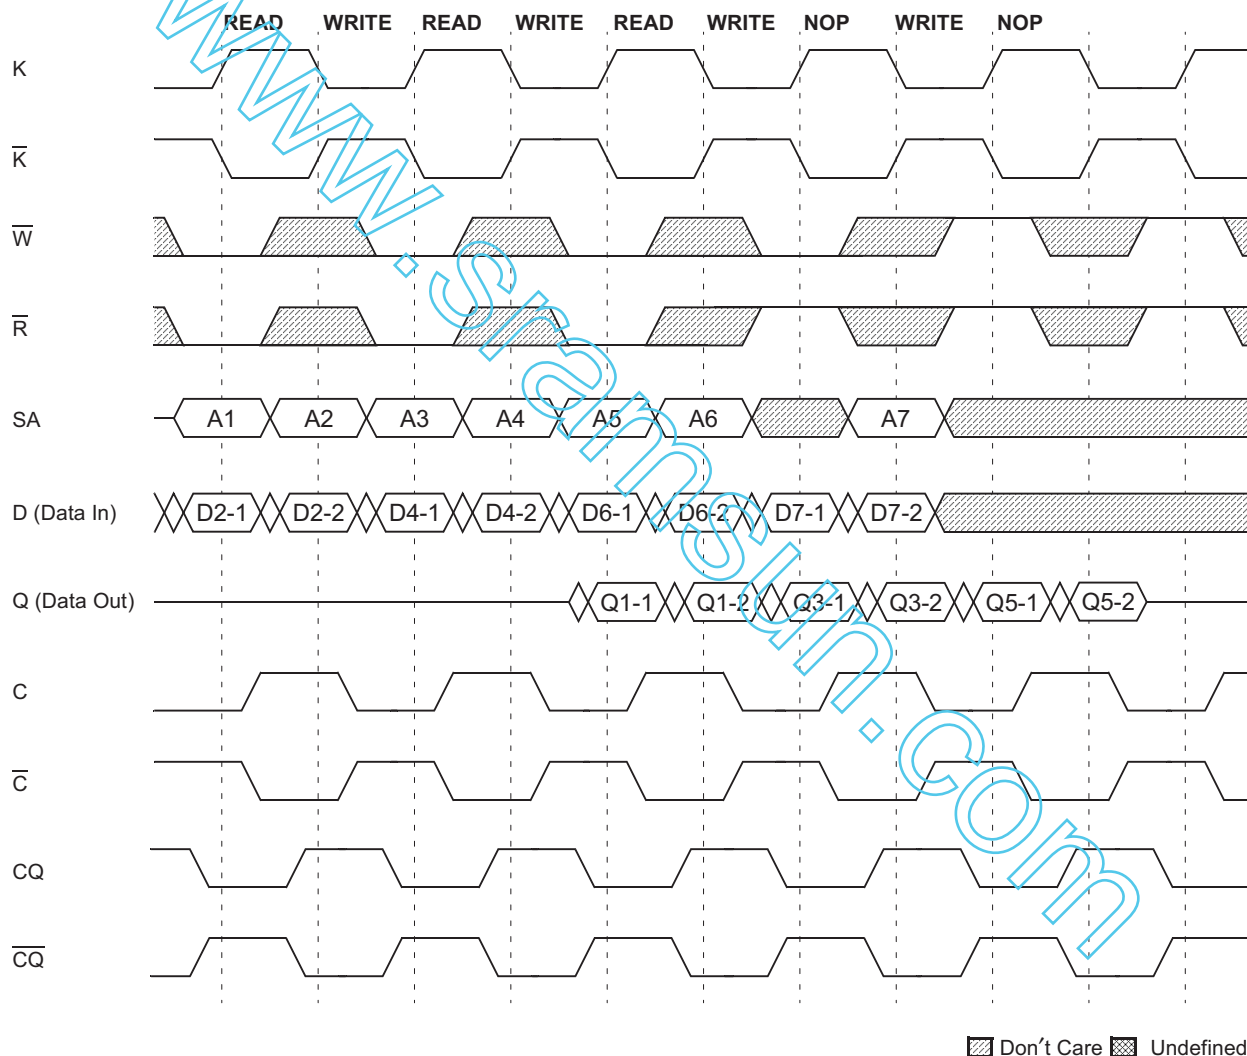 READ WRITE READ WRITE READ WRITE NOP WRITE NOP
K
K̅
W̅
R̅
SA A1 A2 A3 A4 A5 A6 A7
D (Data In) D2-1 D2-2 D4-1 D4-2 D6-1 D6-2 D7-1 D7-2
Q (Data Out) Q1-1 Q1-2 Q3-1 Q3-2 Q5-1 Q5-2
C
C̅
CQ
C̅Q̅
Don′t Care Undefined
www.sramsun.com